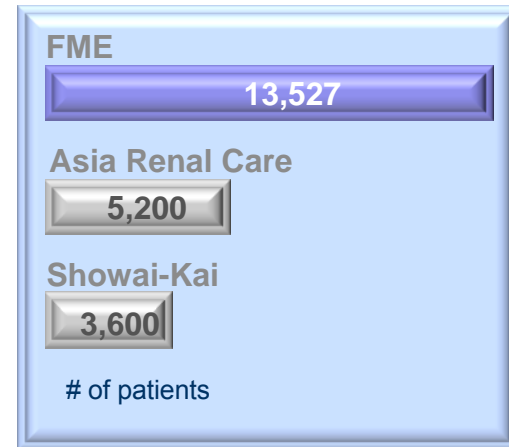 FME
13,527
Asia Renal Care
5,200
Showai-Kai
3,600
# of patients